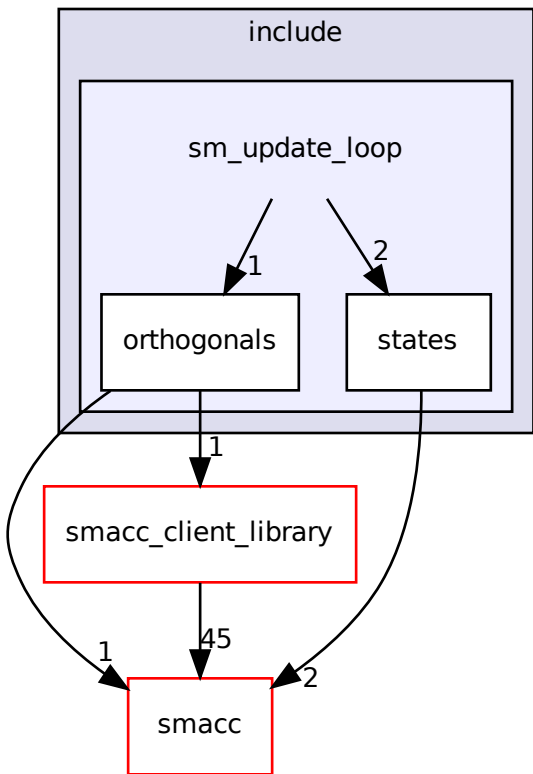 include
sm_update_loop
1
2
orthogonals
states
1
smacc_client_library
45
1
2
smacc